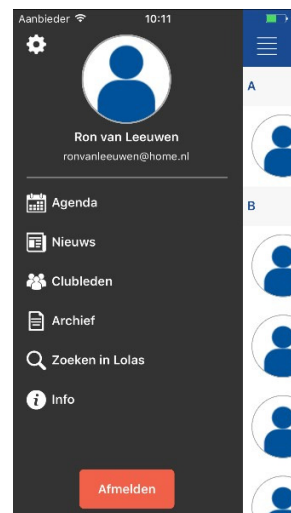 Aanbieder 10:11
Ron van Leeuwen
ronvanleeuwen@home.nl
A
Agenda
B
Nieuws
Clubleden
Archief
Zoeken in Lolas
Info
Afmelden